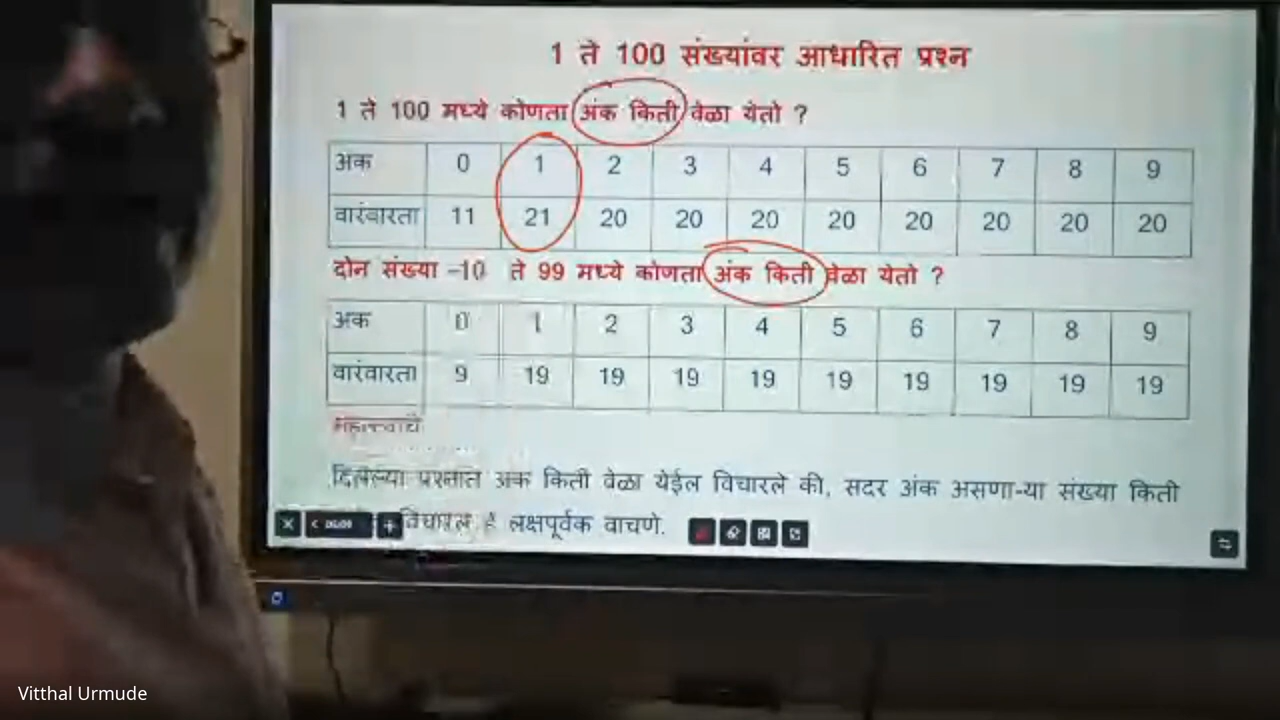 1 ते 100 संख्यांवर आधारित प्रश्न
1 ते 100 मध्ये कोणता अंक किती वेळा येतो ?
अंक 0 1 2 3 4 5 6 7 8 9
वारंवारता 11 21 20 20 20 20 20 20 20 20
दोन संख्या -10 ते 99 मध्ये कोणता अंक किती वेळा येतो ?
अंक 0 1 2 3 4 5 6 7 8 9
वारंवारता 9 19 19 19 19 19 19 19 19 19
महत्त्वाचे
दिलेल्या प्रश्नात अंक किती वेळा येईल विचारले की, सदर अंक असणा-या संख्या किती
विचारले हे लक्षपूर्वक वाचणे.
Vitthal Urmude